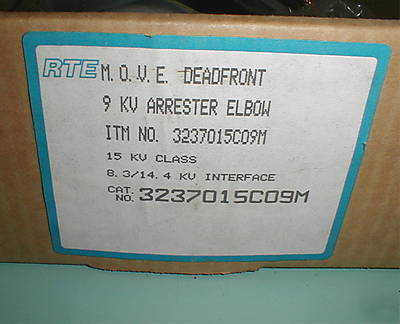 RTE M.O.V.E. DEADFRONT
9 KV ARRESTER ELBOW
ITM NO. 3237015C09M
15 KV CLASS
8.3/14.4 KV INTERFACE
CAT. NO. 3237015C09M